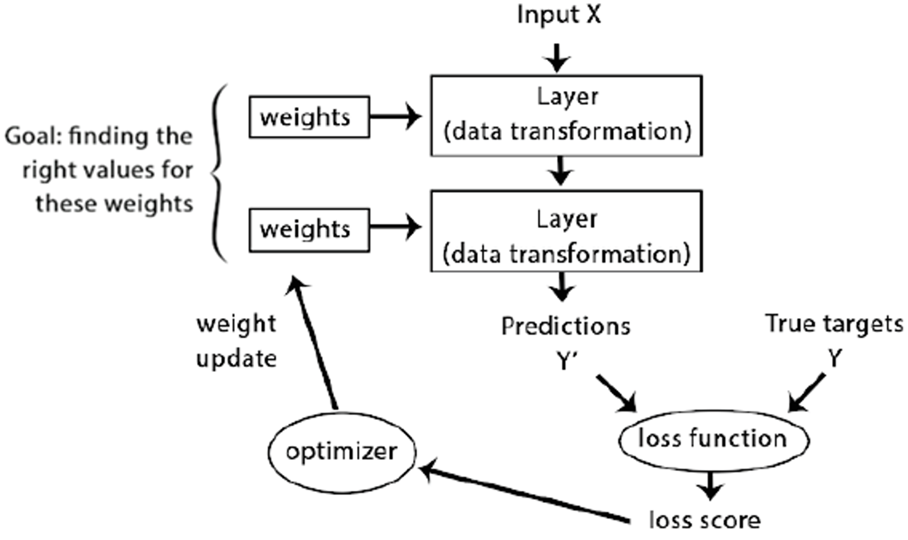 Input X
weights
Layer
(data transformation)
Goal: finding the
right values for
these weights
weights
Layer
(data transformation)
weight
update
Predictions
Y’
True targets
Y
optimizer
loss function
loss score